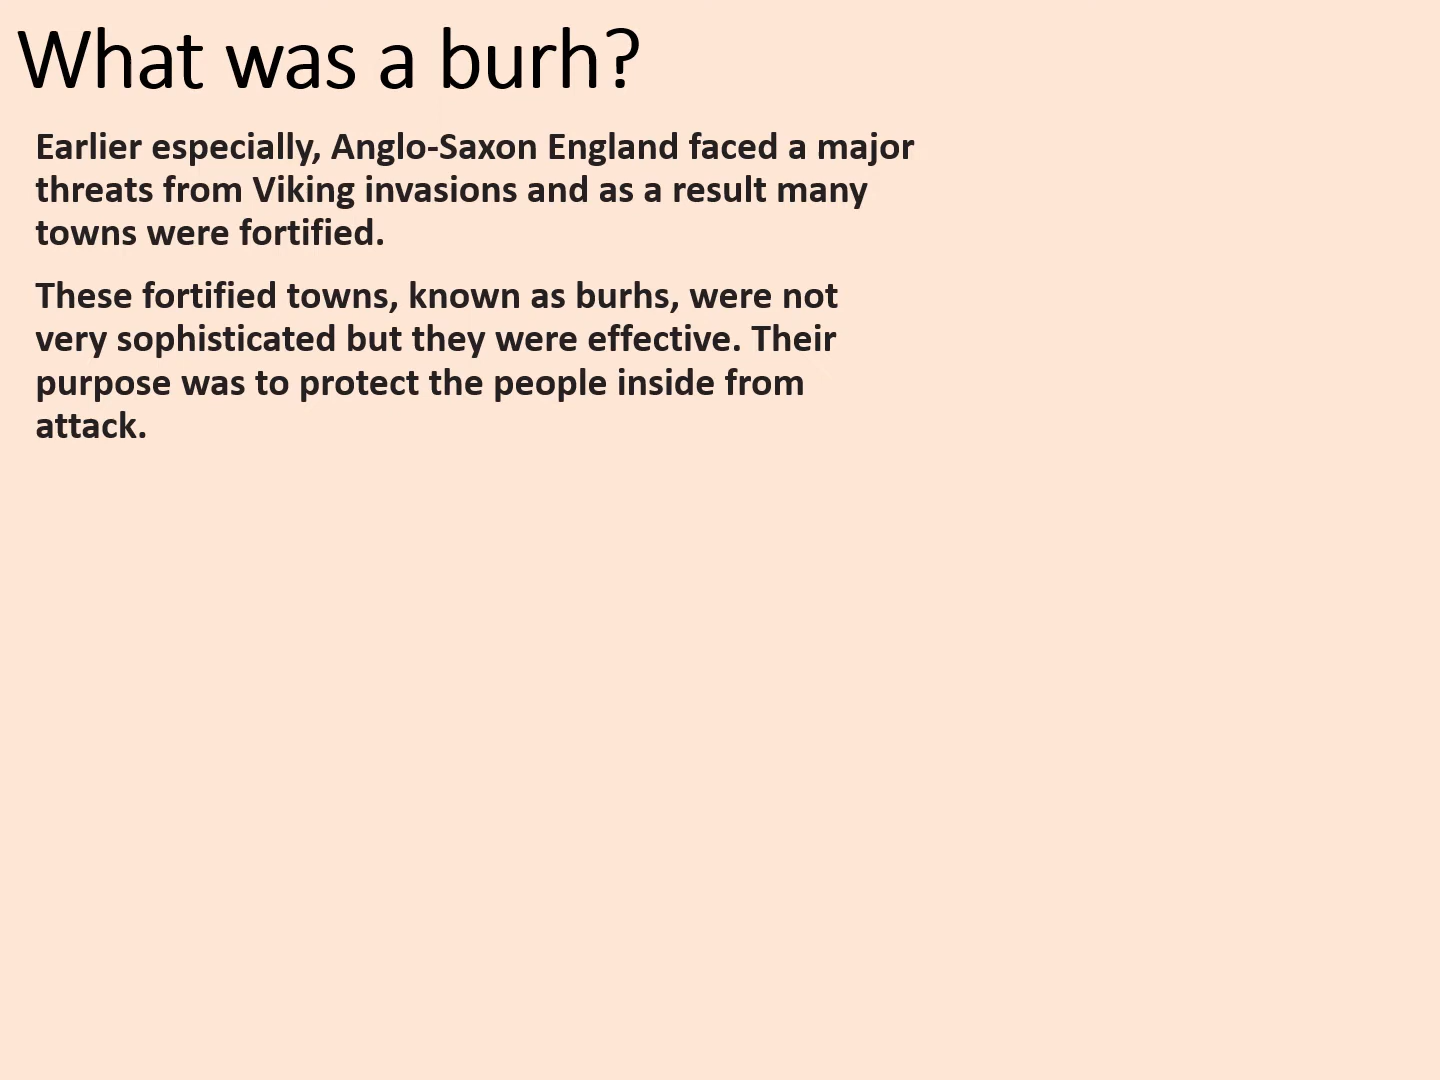 What was a burh?
Earlier especially, Anglo-Saxon England faced a major
threats from Viking invasions and as a result many
towns were fortified.
These fortified towns, known as burhs, were not
very sophisticated but they were effective. Their
purpose was to protect the people inside from
attack.